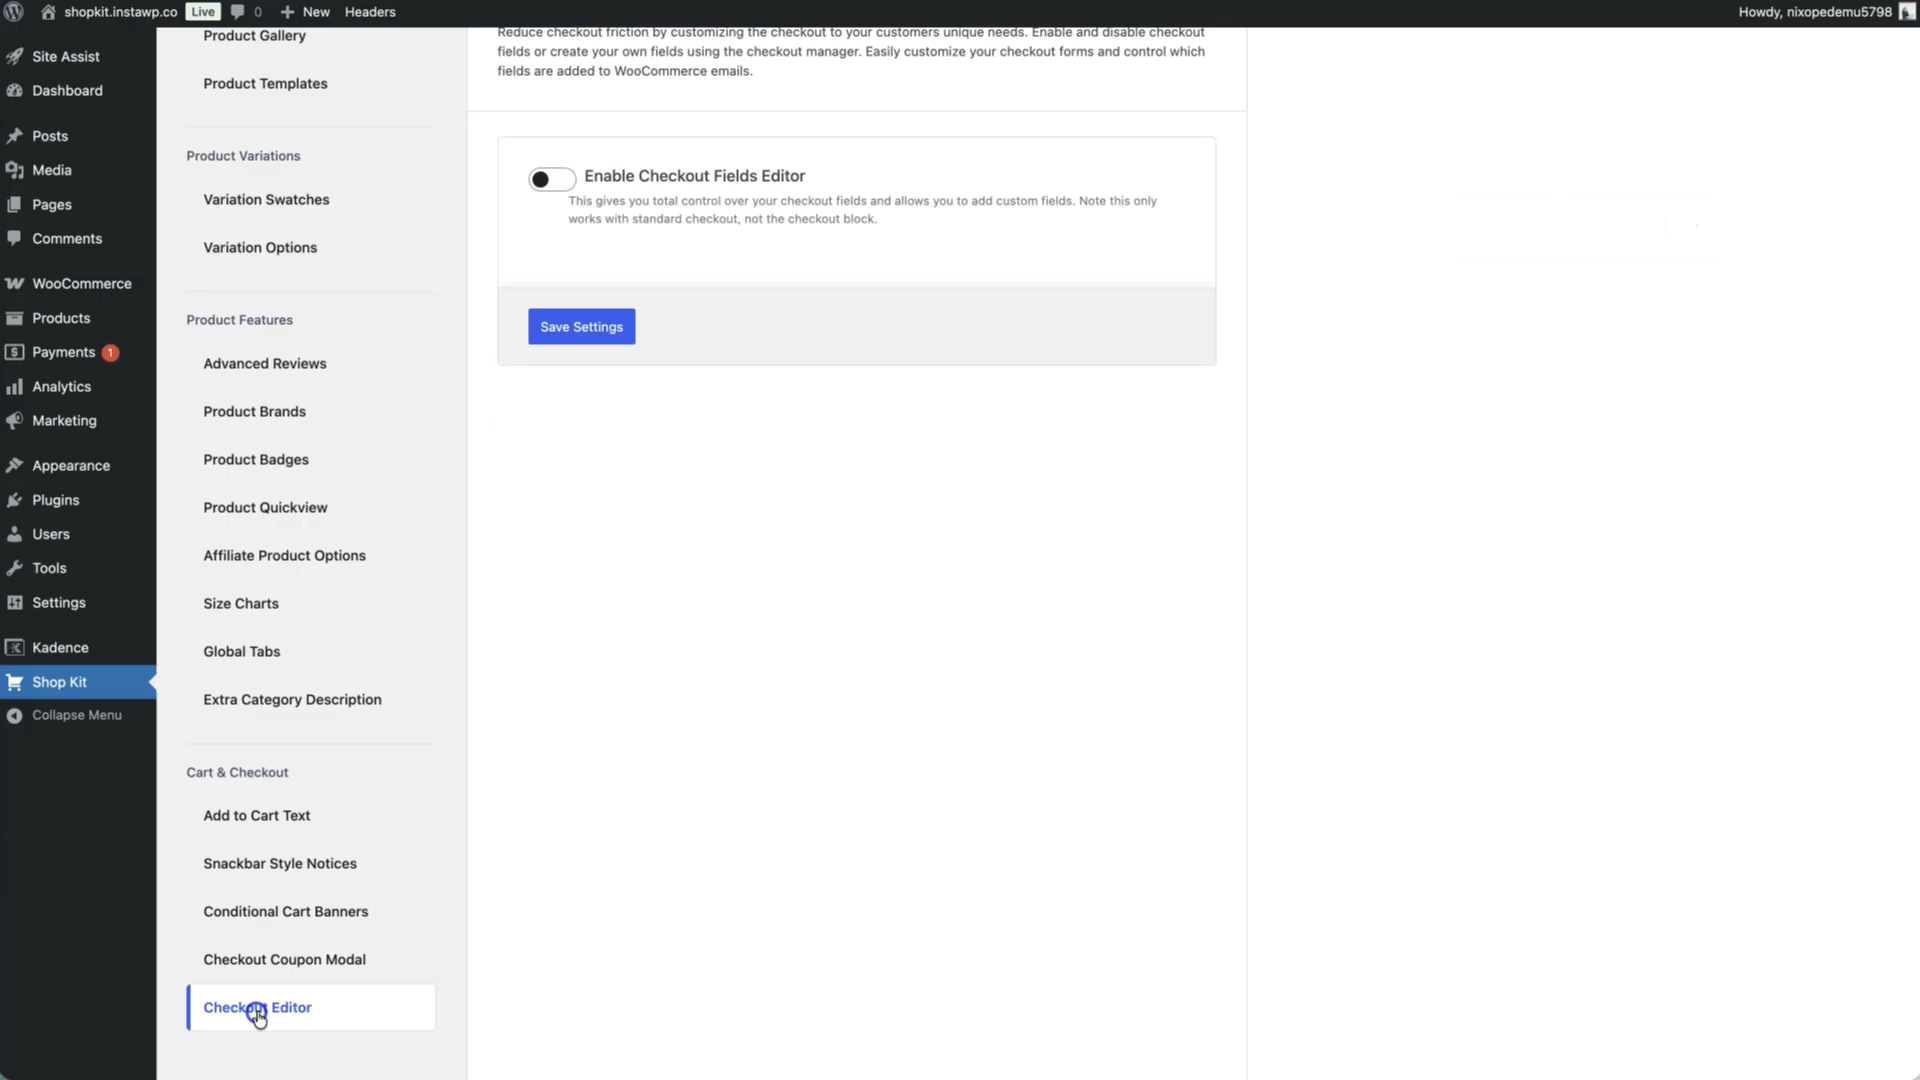 shopkit.instawp.co Live 0 New Headers Howdy, nixopedemu5798
Site Assist
Dashboard
Posts
Media
Pages
Comments
WooCommerce
Products
Payments 1
Analytics
Marketing
Appearance
Plugins
Users
Tools
Settings
Kadence
Shop Kit
Collapse Menu
Product Gallery
Product Templates
Product Variations
Variation Swatches
Variation Options
Product Features
Advanced Reviews
Product Brands
Product Badges
Product Quickview
Affiliate Product Options
Size Charts
Global Tabs
Extra Category Description
Cart & Checkout
Add to Cart Text
Snackbar Style Notices
Conditional Cart Banners
Checkout Coupon Modal
Checkout Editor
Reduce checkout friction by customizing the checkout to your customers unique needs. Enable and disable checkout
fields or create your own fields using the checkout manager. Easily customize your checkout forms and control which
fields are added to WooCommerce emails.
Enable Checkout Fields Editor
This gives you total control over your checkout fields and allows you to add custom fields. Note this only
works with standard checkout, not the checkout block.
Save Settings